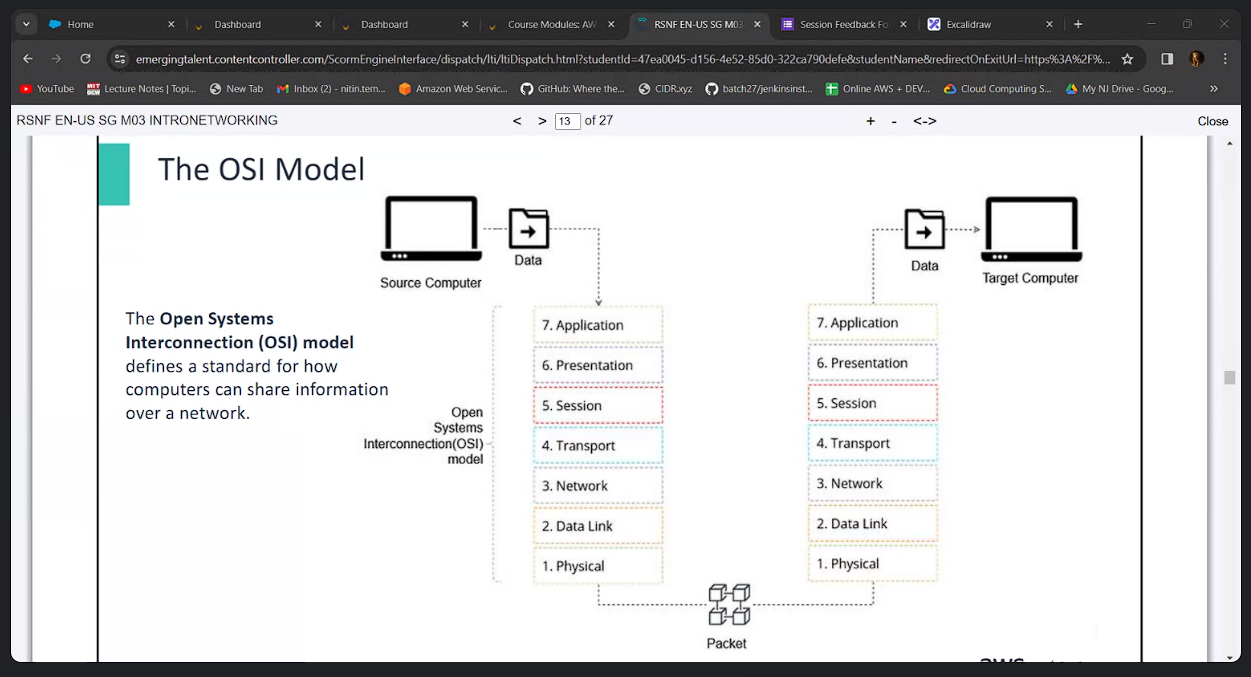 Home
Dashboard
Dashboard
Course Modules: AW
RSNF EN-US SG M03
Session Feedback Fo
Excalidraw
emergingtalent.contentcontroller.com/ScormEngineInterface/dispatch/lti/ltiDispatch.html?studentId=47ea0045-d156-4e52-85d0-322ca790defe&studentName&redirectOnExitUrl=https%3A%2F%...
YouTube
MIT OCW Lecture Notes | Topi...
New Tab
Inbox (2) - nitin.tem...
Amazon Web Servic...
GitHub: Where the...
CIDR.xyz
batch27/jenkinsinst...
Online AWS + DEV...
Cloud Computing S...
My NJ Drive - Goog...
RSNF EN-US SG M03 INTRONETWORKING
< > 13 of 27
+ - <->
Close
The OSI Model
Source Computer
Data
Data
Target Computer
The Open Systems
Interconnection (OSI) model
defines a standard for how
computers can share information
over a network.
Open
Systems
Interconnection(OSI)
model
7. Application
6. Presentation
5. Session
4. Transport
3. Network
2. Data Link
1. Physical
7. Application
6. Presentation
5. Session
4. Transport
3. Network
2. Data Link
1. Physical
Packet